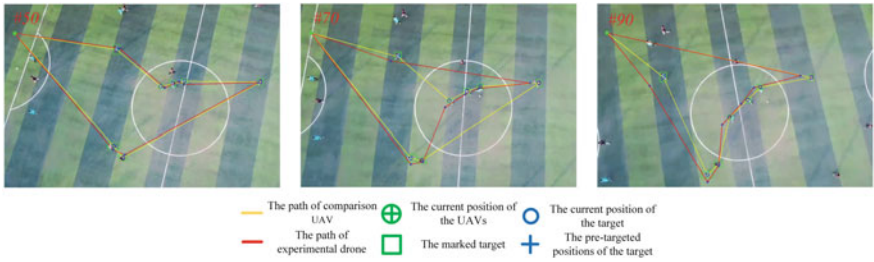 #50
#70
#90
The path of comparison
UAV
The current position of
the UAVs
The current position of
the target
The path of
experimental drone
The marked target
The pre-targeted
positions of the target